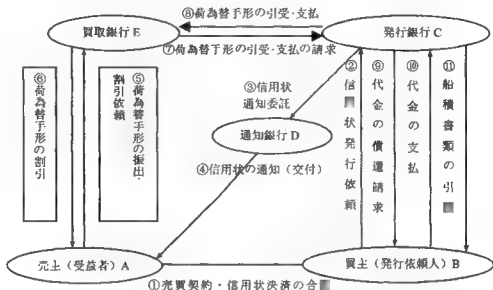 ⑧荷為替手形の引受・支払
買取銀行 E
発行銀行 C
⑦荷為替手形の引受・支払の請求
③信用状
通知委託
通知銀行 D
④信用状の通知（交付）
⑥荷為替手形の割引
⑤荷為替手形の振出・
割引依頼
②信状発行依頼
⑨代金の償還請求
⑩代金の支払
⑪船積書類の引
売主（受益者）A
買主（発行依頼人）B
①売買契約・信用状決済の合